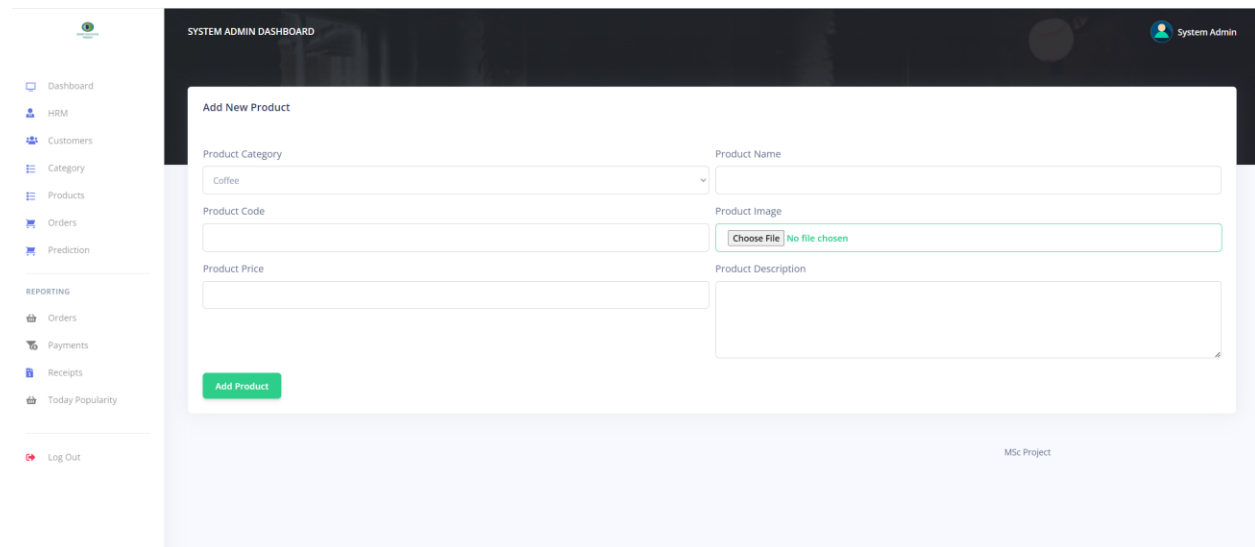 SYSTEM ADMIN DASHBOARD
System Admin
Dashboard
HRM
Customers
Category
Products
Orders
Prediction
REPORTING
Orders
Payments
Receipts
Today Popularity
Log Out
Add New Product
Product Category
Product Name
Coffee
Product Code
Product Image
Choose File No file chosen
Product Price
Product Description
Add Product
MSc Project